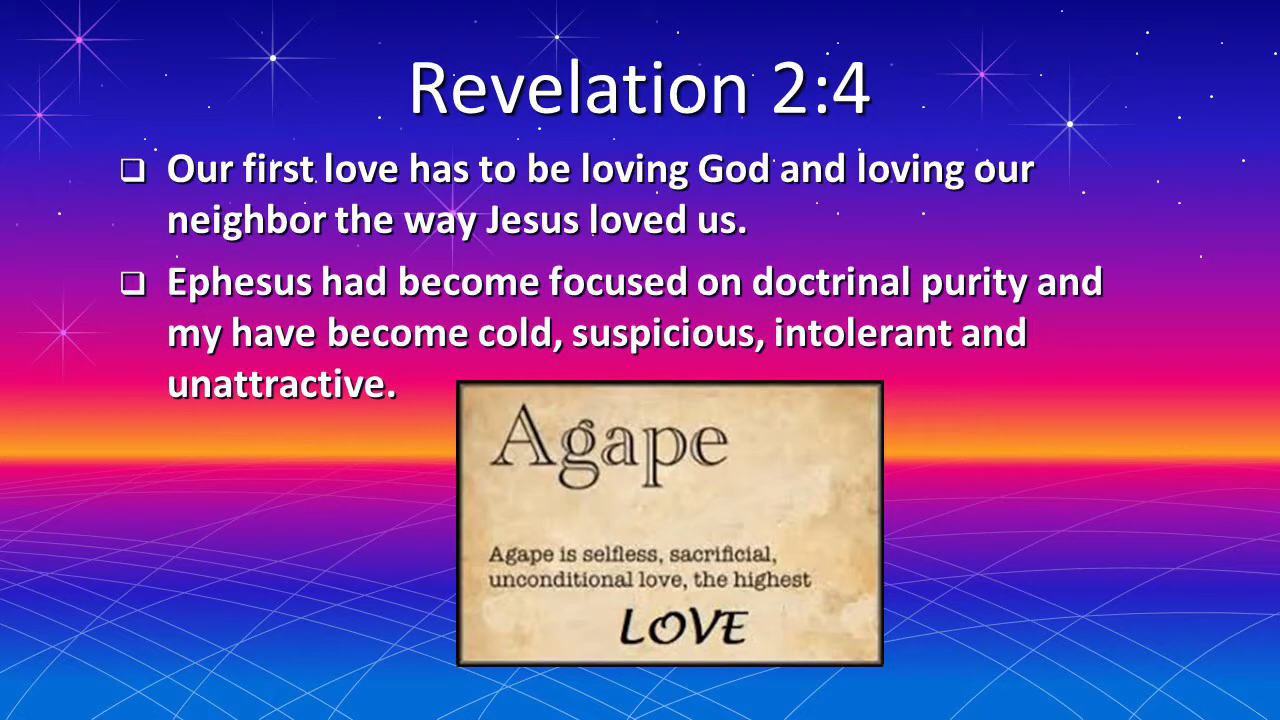 Revelation 2:4
❑ Our first love has to be loving God and loving our
neighbor the way Jesus loved us.
❑ Ephesus had become focused on doctrinal purity and
my have become cold, suspicious, intolerant and
unattractive.
Agape
Agape is selfless, sacrificial,
unconditional love, the highest
LOVE